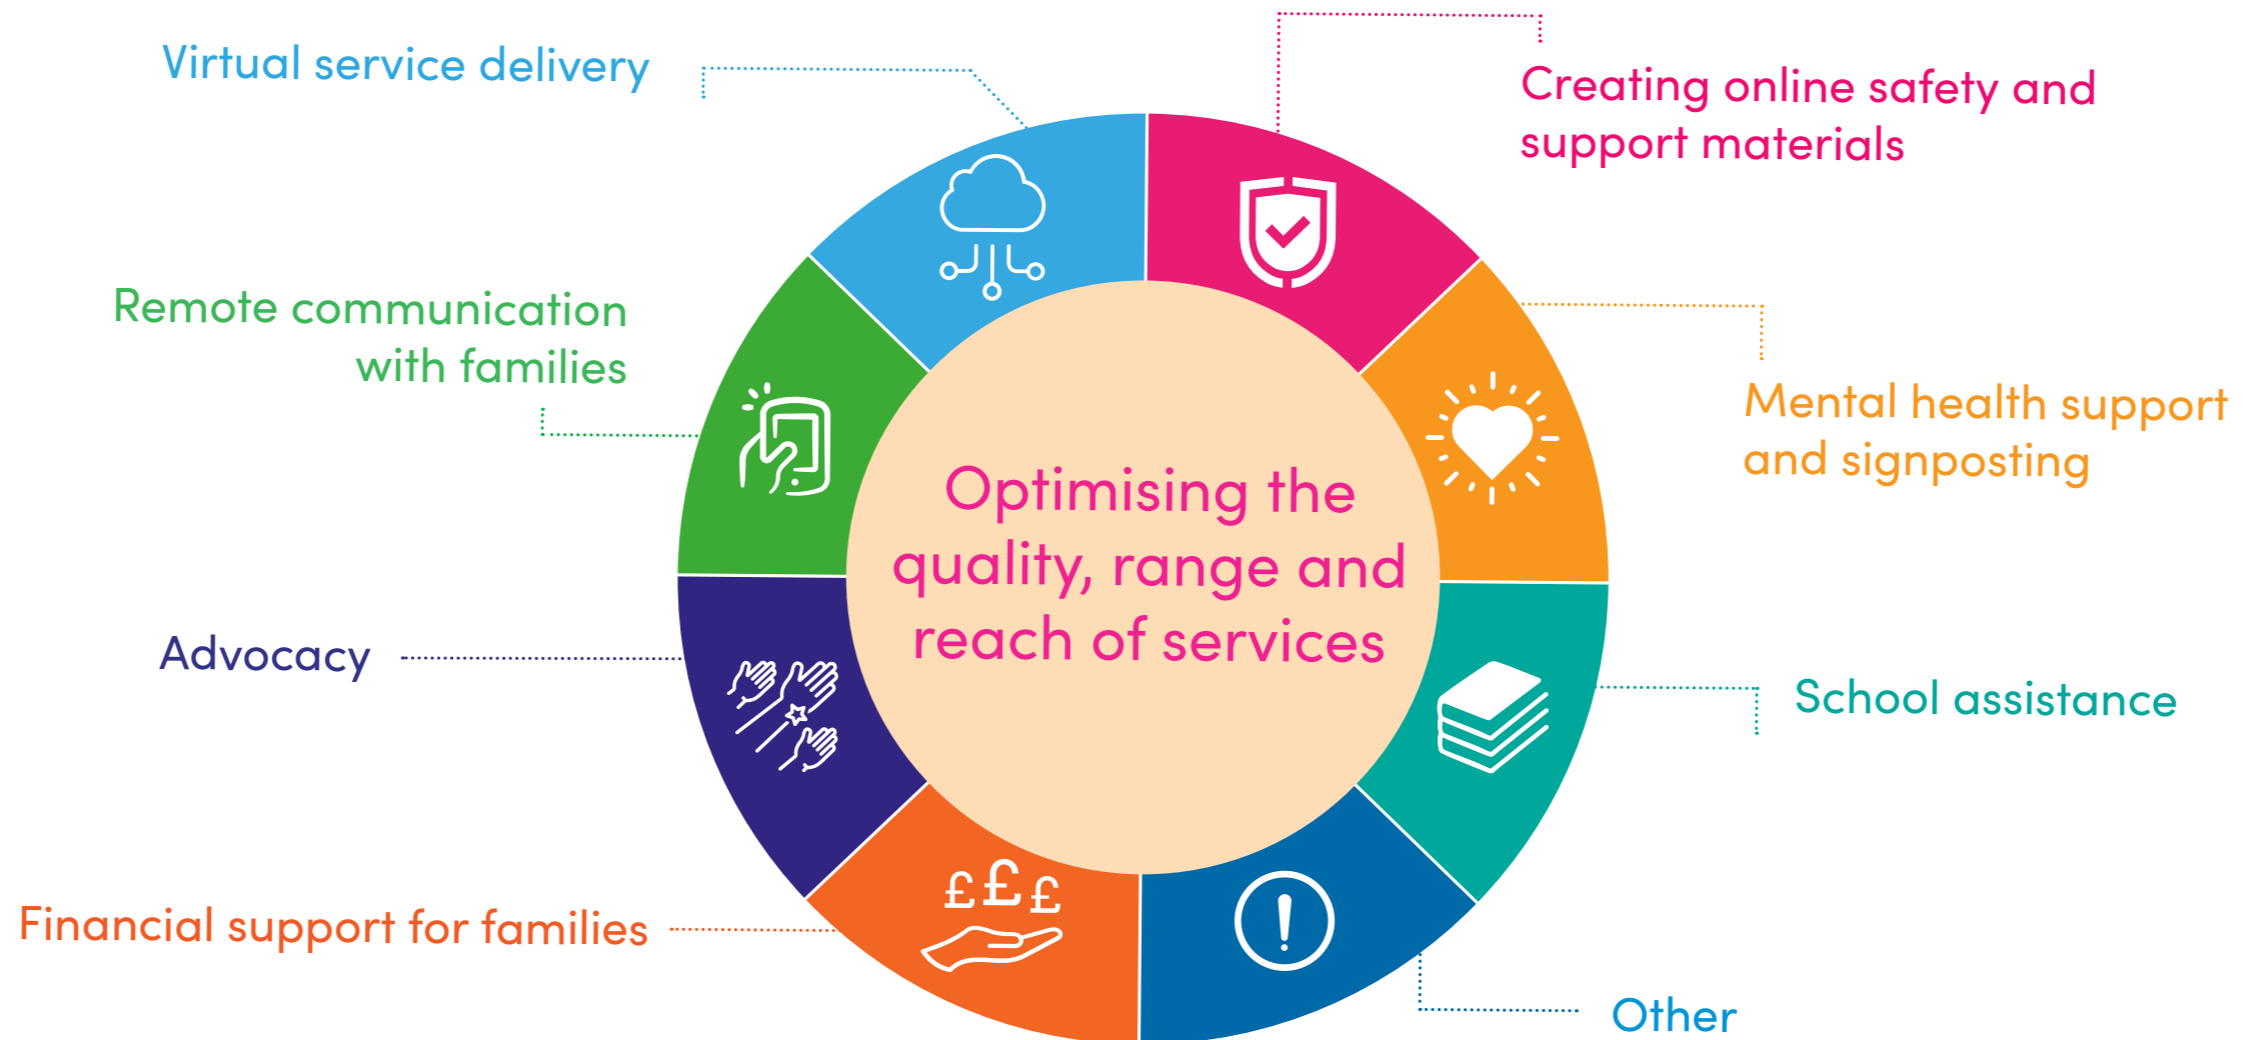 Virtual service delivery
Creating online safety and
support materials
Remote communication
with families
Mental health support
and signposting
Optimising the
quality, range and
reach of services
Advocacy
School assistance
£ £ £
Financial support for families
Other